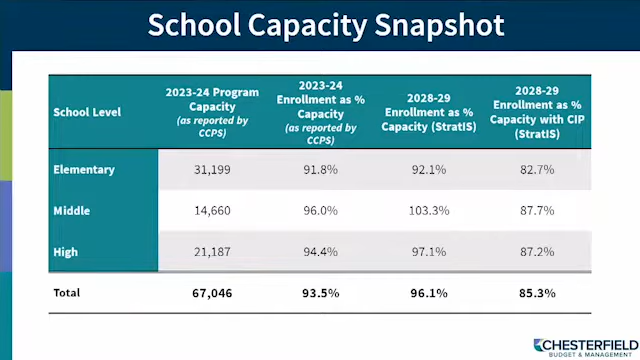 School Capacity Snapshot
School Level
2023-24 Program
Capacity
(as reported by
CCPS)
2023-24
Enrollment as %
Capacity
(as reported by
CCPS)
2028-29
Enrollment as %
Capacity (StratIS)
2028-29
Enrollment as %
Capacity with CIP
(StratIS)
Elementary 31,199 91.8% 92.1% 82.7%
Middle 14,660 96.0% 103.3% 87.7%
High 21,187 94.4% 97.1% 87.2%
Total 67,046 93.5% 96.1% 85.3%
CHESTERFIELD
BUDGET & MANAGEMENT